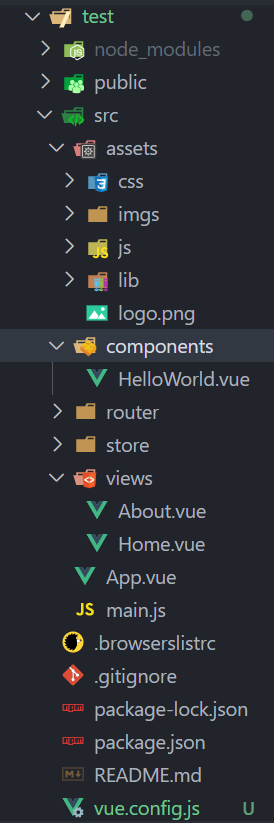 test
node_modules
public
src
assets
css
imgs
js
lib
logo.png
components
HelloWorld.vue
router
store
views
About.vue
Home.vue
App.vue
JS main.js
.browserslistrc
.gitignore
package-lock.json
package.json
README.md
vue.config.js U